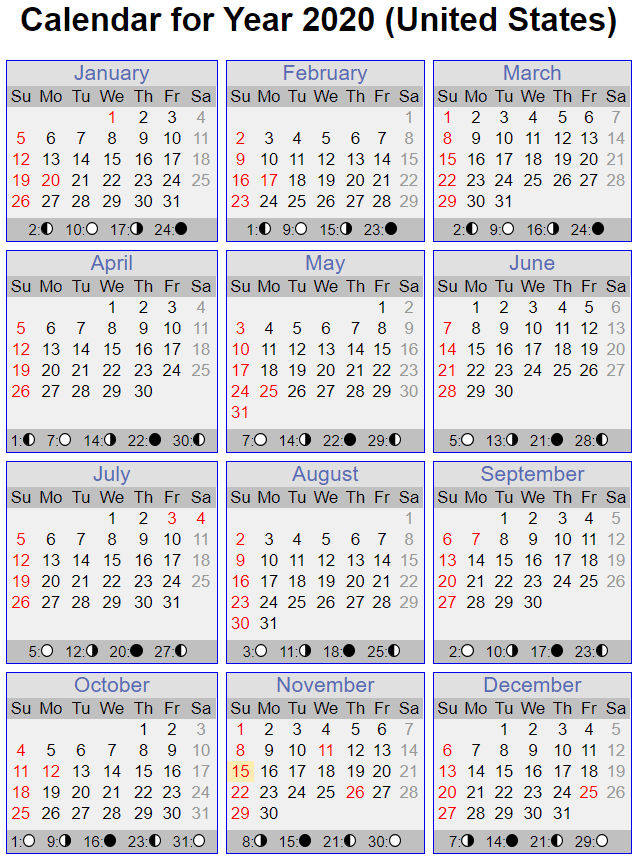 Calendar for Year 2020 (United States)
January
Su Mo Tu We Th Fr Sa
1 2 3 4
5 6 7 8 9 10 11
12 13 14 15 16 17 18
19 20 21 22 23 24 25
26 27 28 29 30 31
2: 10: 17: 24:
February
Su Mo Tu We Th Fr Sa
1
2 3 4 5 6 7 8
9 10 11 12 13 14 15
16 17 18 19 20 21 22
23 24 25 26 27 28 29
1: 9: 15: 23:
March
Su Mo Tu We Th Fr Sa
1 2 3 4 5 6 7
8 9 10 11 12 13 14
15 16 17 18 19 20 21
22 23 24 25 26 27 28
29 30 31
2: 9: 16: 24:
April
Su Mo Tu We Th Fr Sa
1 2 3 4
5 6 7 8 9 10 11
12 13 14 15 16 17 18
19 20 21 22 23 24 25
26 27 28 29 30
1: 7: 14: 22: 30:
May
Su Mo Tu We Th Fr Sa
1 2
3 4 5 6 7 8 9
10 11 12 13 14 15 16
17 18 19 20 21 22 23
24 25 26 27 28 29 30
31
7: 14: 22: 29:
June
Su Mo Tu We Th Fr Sa
1 2 3 4 5 6
7 8 9 10 11 12 13
14 15 16 17 18 19 20
21 22 23 24 25 26 27
28 29 30
5: 13: 21: 28:
July
Su Mo Tu We Th Fr Sa
1 2 3 4
5 6 7 8 9 10 11
12 13 14 15 16 17 18
19 20 21 22 23 24 25
26 27 28 29 30 31
5: 12: 20: 27:
August
Su Mo Tu We Th Fr Sa
1
2 3 4 5 6 7 8
9 10 11 12 13 14 15
16 17 18 19 20 21 22
23 24 25 26 27 28 29
30 31
3: 11: 18: 25:
September
Su Mo Tu We Th Fr Sa
1 2 3 4 5
6 7 8 9 10 11 12
13 14 15 16 17 18 19
20 21 22 23 24 25 26
27 28 29 30
2: 10: 17: 23:
October
Su Mo Tu We Th Fr Sa
1 2 3
4 5 6 7 8 9 10
11 12 13 14 15 16 17
18 19 20 21 22 23 24
25 26 27 28 29 30 31
1: 9: 16: 23: 31:
November
Su Mo Tu We Th Fr Sa
1 2 3 4 5 6 7
8 9 10 11 12 13 14
15 16 17 18 19 20 21
22 23 24 25 26 27 28
29 30
8: 15: 21: 30:
December
Su Mo Tu We Th Fr Sa
1 2 3 4 5
6 7 8 9 10 11 12
13 14 15 16 17 18 19
20 21 22 23 24 25 26
27 28 29 30 31
7: 14: 21: 29: